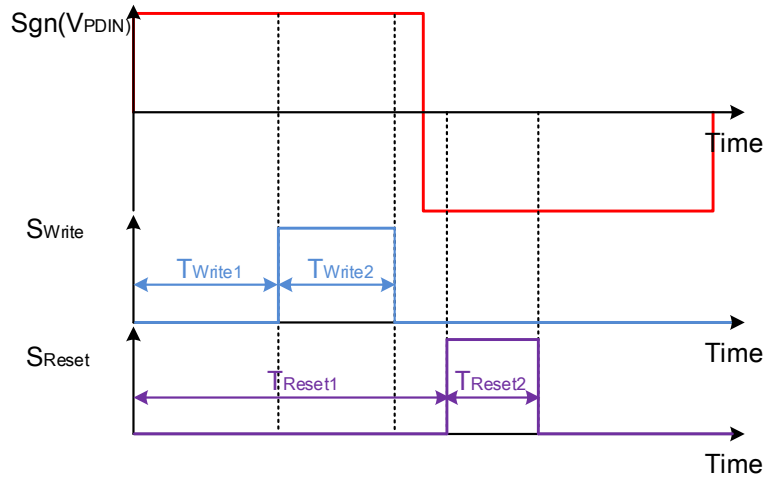 Sgn(VPDIN)
Time
SWrite
TWrite1 TWrite2
Time
SReset
TReset1 TReset2
Time